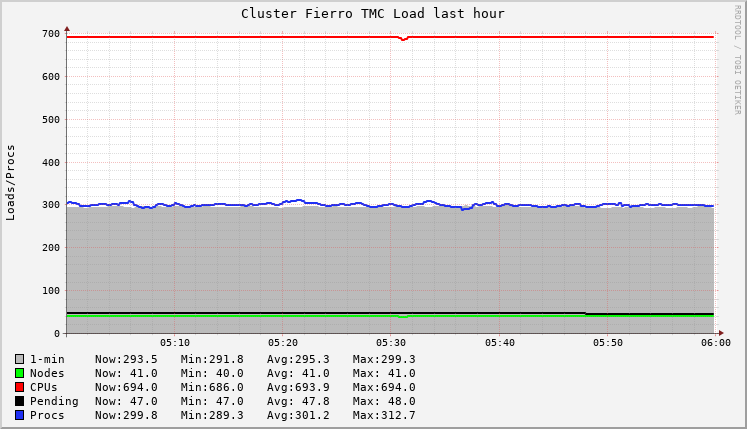 Cluster Fierro TMC Load last hour
RRDTOOL / TOBI OETIKER
Loads/Procs
700
600
500
400
300
200
100
0
05:10 05:20 05:30 05:40 05:50 06:00
1-min Now:293.5 Min:291.8 Avg:295.3 Max:299.3
Nodes Now: 41.0 Min: 40.0 Avg: 41.0 Max: 41.0
CPUs Now:694.0 Min:686.0 Avg:693.9 Max:694.0
Pending Now: 47.0 Min: 47.0 Avg: 47.8 Max: 48.0
Procs Now:299.8 Min:289.3 Avg:301.2 Max:312.7